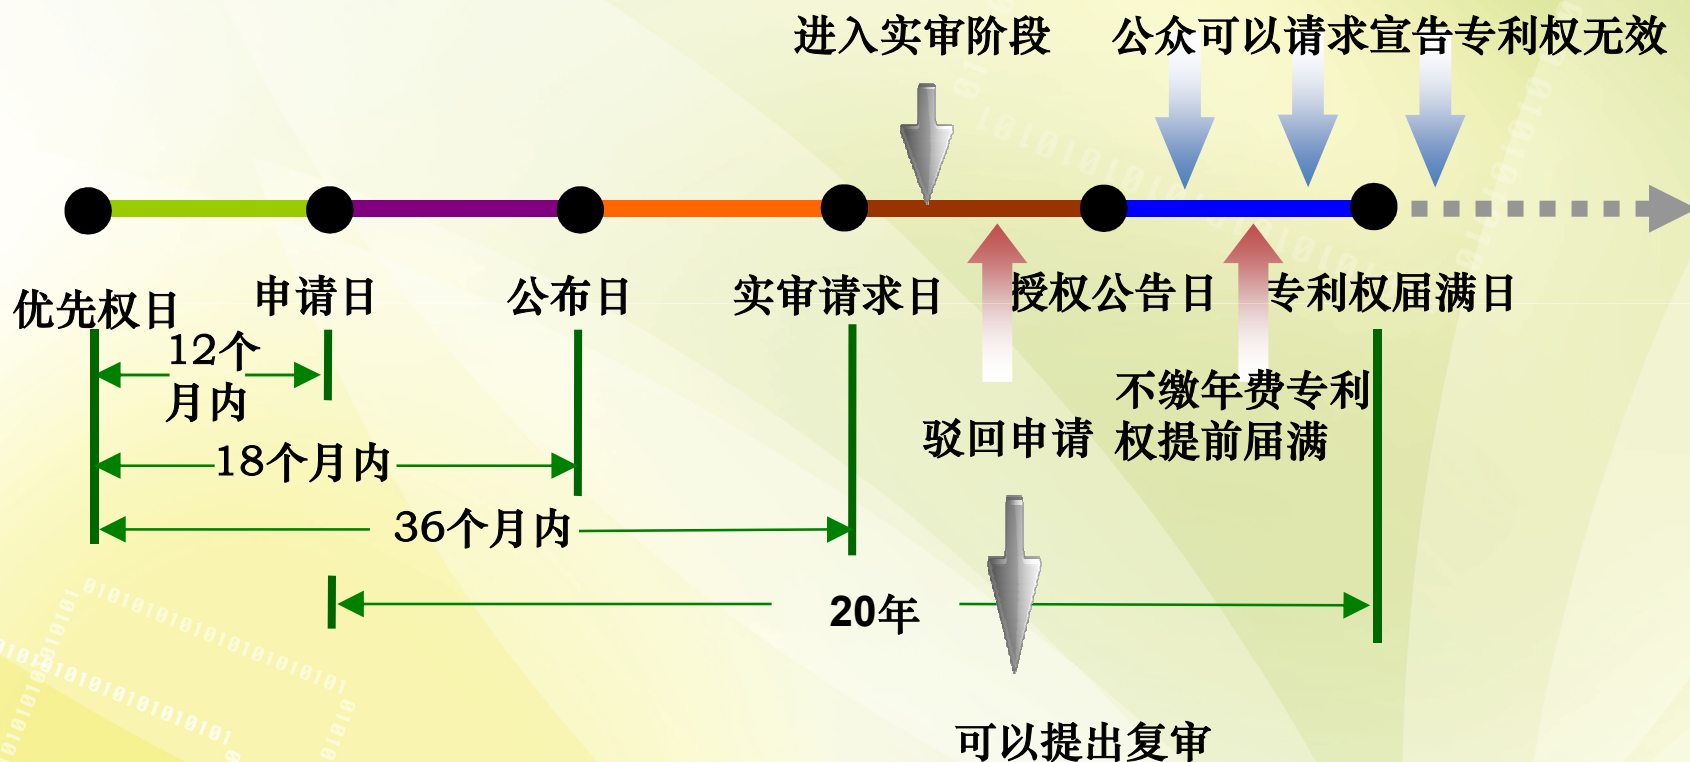 进入实审阶段
公众可以请求宣告专利权无效
优先权日
申请日
公布日
实审请求日
授权公告日
专利权届满日
12个
月内
18个月内
36个月内
20年
驳回申请
不缴年费专利
权提前届满
可以提出复审